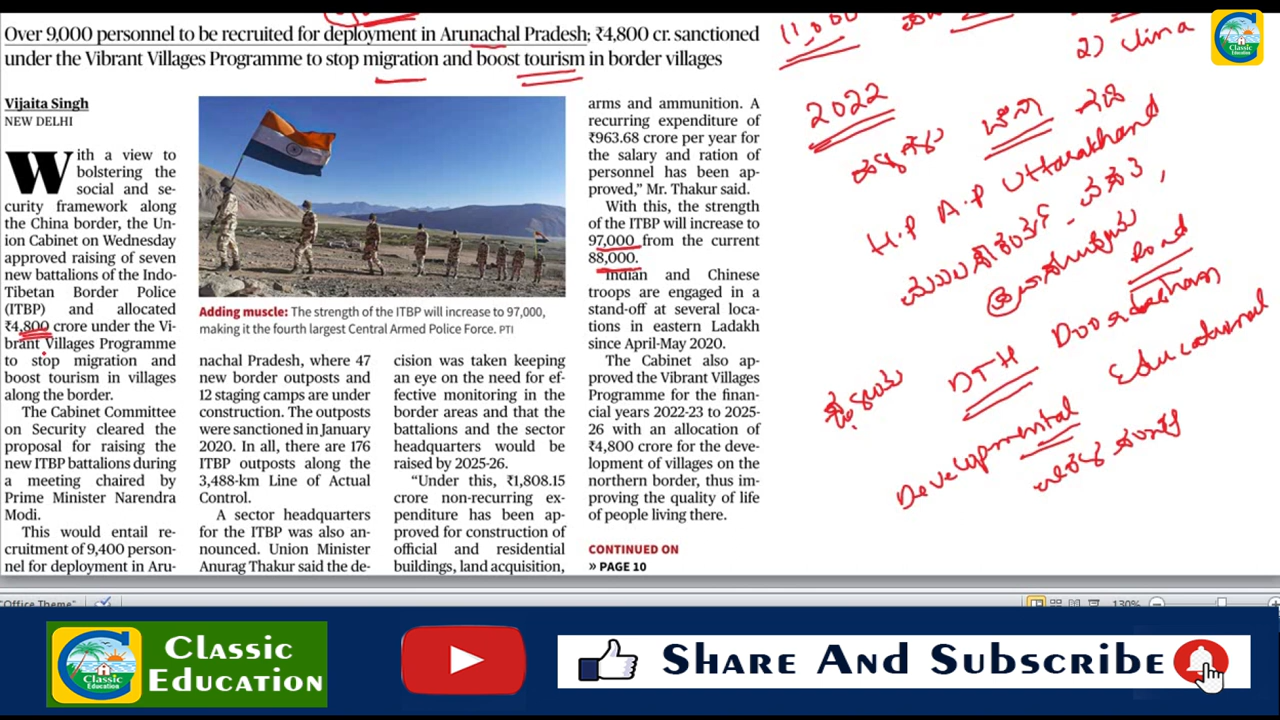 Over 9,000 personnel to be recruited for deployment in Arunachal Pradesh; ₹4,800 cr. sanctioned
under the Vibrant Villages Programme to stop migration and boost tourism in border villages
Vijaita Singh
NEW DELHI
With a view to
bolstering the
social and se-
curity framework along
the China border, the Un-
ion Cabinet on Wednesday
approved raising of seven
new battalions of the Indo-
Tibetan Border Police
(ITBP) and allocated
₹4,800 crore under the Vi-
brant Villages Programme
to stop migration and
boost tourism in villages
along the border.
The Cabinet Committee
on Security cleared the
proposal for raising the
new ITBP battalions during
a meeting chaired by
Prime Minister Narendra
Modi.
This would entail re-
cruitment of 9,400 person-
nel for deployment in Aru-
Adding muscle: The strength of the ITBP will increase to 97,000,
making it the fourth largest Central Armed Police Force. PTI
nachal Pradesh, where 47
new border outposts and
12 staging camps are under
construction. The outposts
were sanctioned in January
2020. In all, there are 176
ITBP outposts along the
3,488-km Line of Actual
Control.
A sector headquarters
for the ITBP was also an-
nounced. Union Minister
Anurag Thakur said the de-
cision was taken keeping
an eye on the need for ef-
fective monitoring in the
border areas and that the
battalions and the sector
headquarters would be
raised by 2025-26.
"Under this, ₹1,808.15
crore non-recurring ex-
penditure has been ap-
proved for construction of
official and residential
buildings, land acquisition,
arms and ammunition. A
recurring expenditure of
₹963.68 crore per year for
the salary and ration of
personnel has been ap-
proved," Mr. Thakur said.
With this, the strength
of the ITBP will increase to
97,000 from the current
88,000.
Indian and Chinese
troops are engaged in a
stand-off at several loca-
tions in eastern Ladakh
since April-May 2020.
The Cabinet also ap-
proved the Vibrant Villages
Programme for the finan-
cial years 2022-23 to 2025-
26 with an allocation of
₹4,800 crore for the deve-
lopment of villages on the
northern border, thus im-
proving the quality of life
of people living there.
CONTINUED ON
» PAGE 10
11,000
2)
2022
H.P A.P Uttarakhand
Road
DTH Doordarshan
Educational
Developmental
Classic
Education
"Office Theme"
130%
Classic
Education
Classic
Education
Share And Subscribe